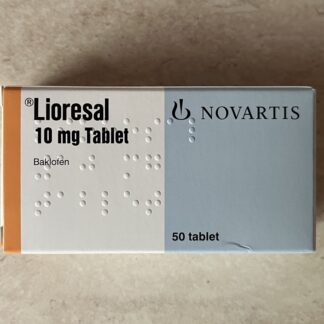 ®Lioresal
10 mg Tablet
Baklofen
NOVARTIS
50 tablet